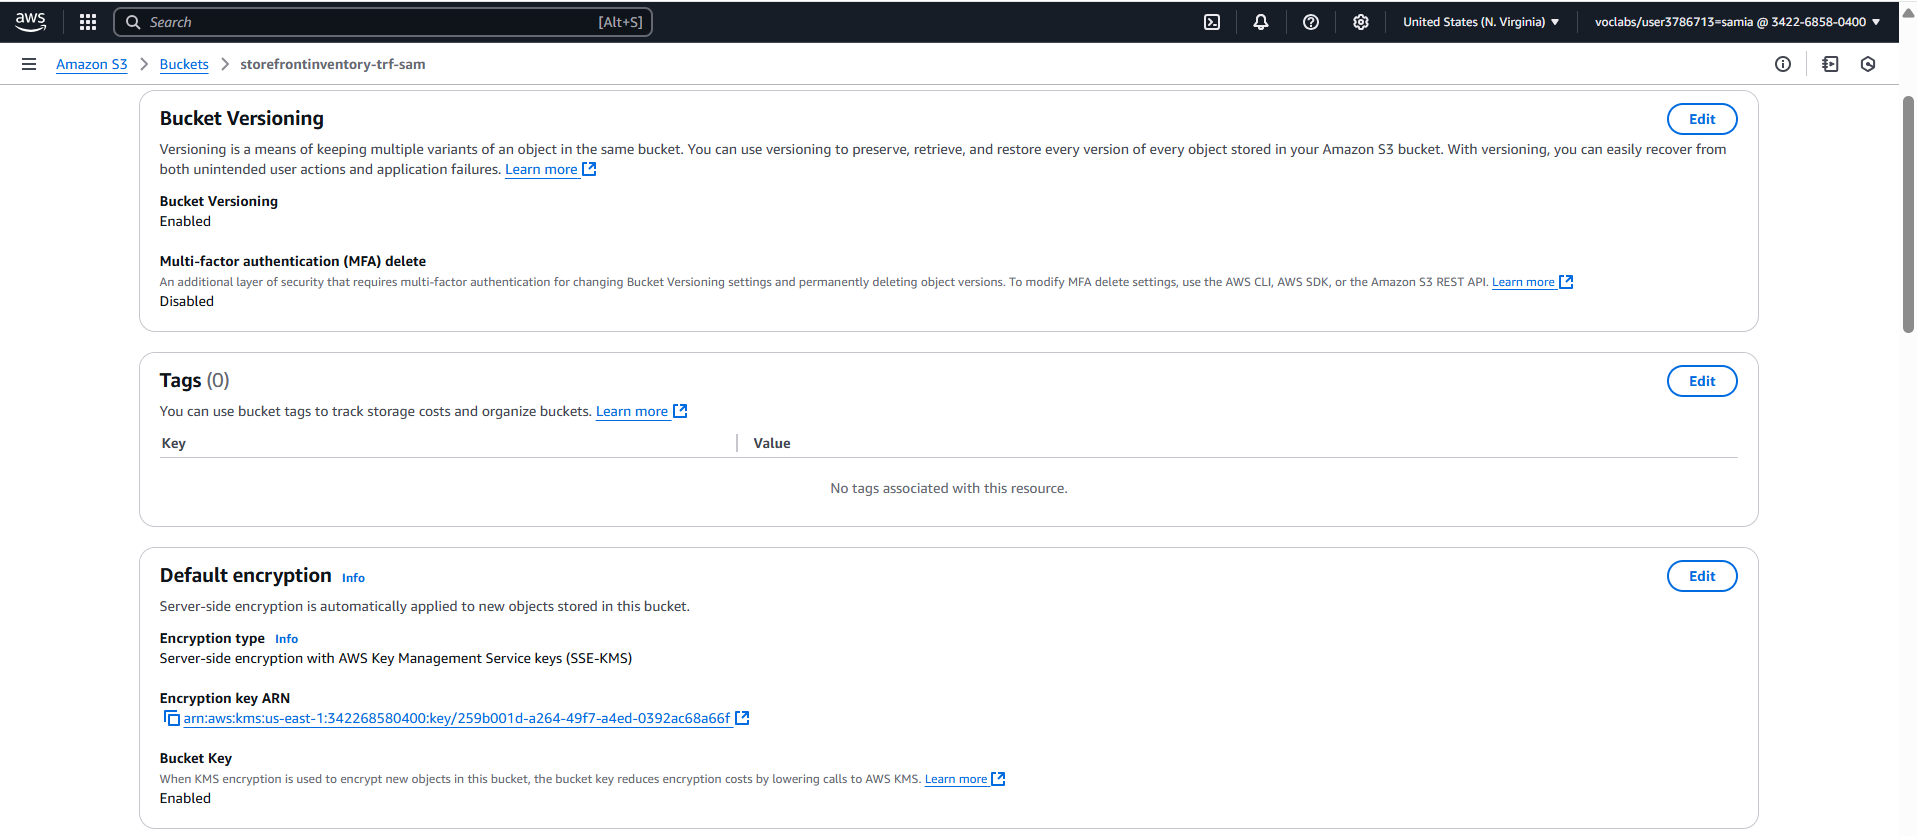 aws
Search [Alt+S]
United States (N. Virginia)
voclabs/user3786713=samia @ 3422-6858-0400
Amazon S3 > Buckets > storefrontinventory-trf-sam
Bucket Versioning
Edit
Versioning is a means of keeping multiple variants of an object in the same bucket. You can use versioning to preserve, retrieve, and restore every version of every object stored in your Amazon S3 bucket. With versioning, you can easily recover from
both unintended user actions and application failures. Learn more
Bucket Versioning
Enabled
Multi-factor authentication (MFA) delete
An additional layer of security that requires multi-factor authentication for changing Bucket Versioning settings and permanently deleting object versions. To modify MFA delete settings, use the AWS CLI, AWS SDK, or the Amazon S3 REST API. Learn more
Disabled
Tags (0)
Edit
You can use bucket tags to track storage costs and organize buckets. Learn more
Key
Value
No tags associated with this resource.
Default encryption Info
Edit
Server-side encryption is automatically applied to new objects stored in this bucket.
Encryption type Info
Server-side encryption with AWS Key Management Service keys (SSE-KMS)
Encryption key ARN
arn:aws:kms:us-east-1:342268580400:key/259b001d-a264-49f7-a4ed-0392ac68a66f
Bucket Key
When KMS encryption is used to encrypt new objects in this bucket, the bucket key reduces encryption costs by lowering calls to AWS KMS. Learn more
Enabled